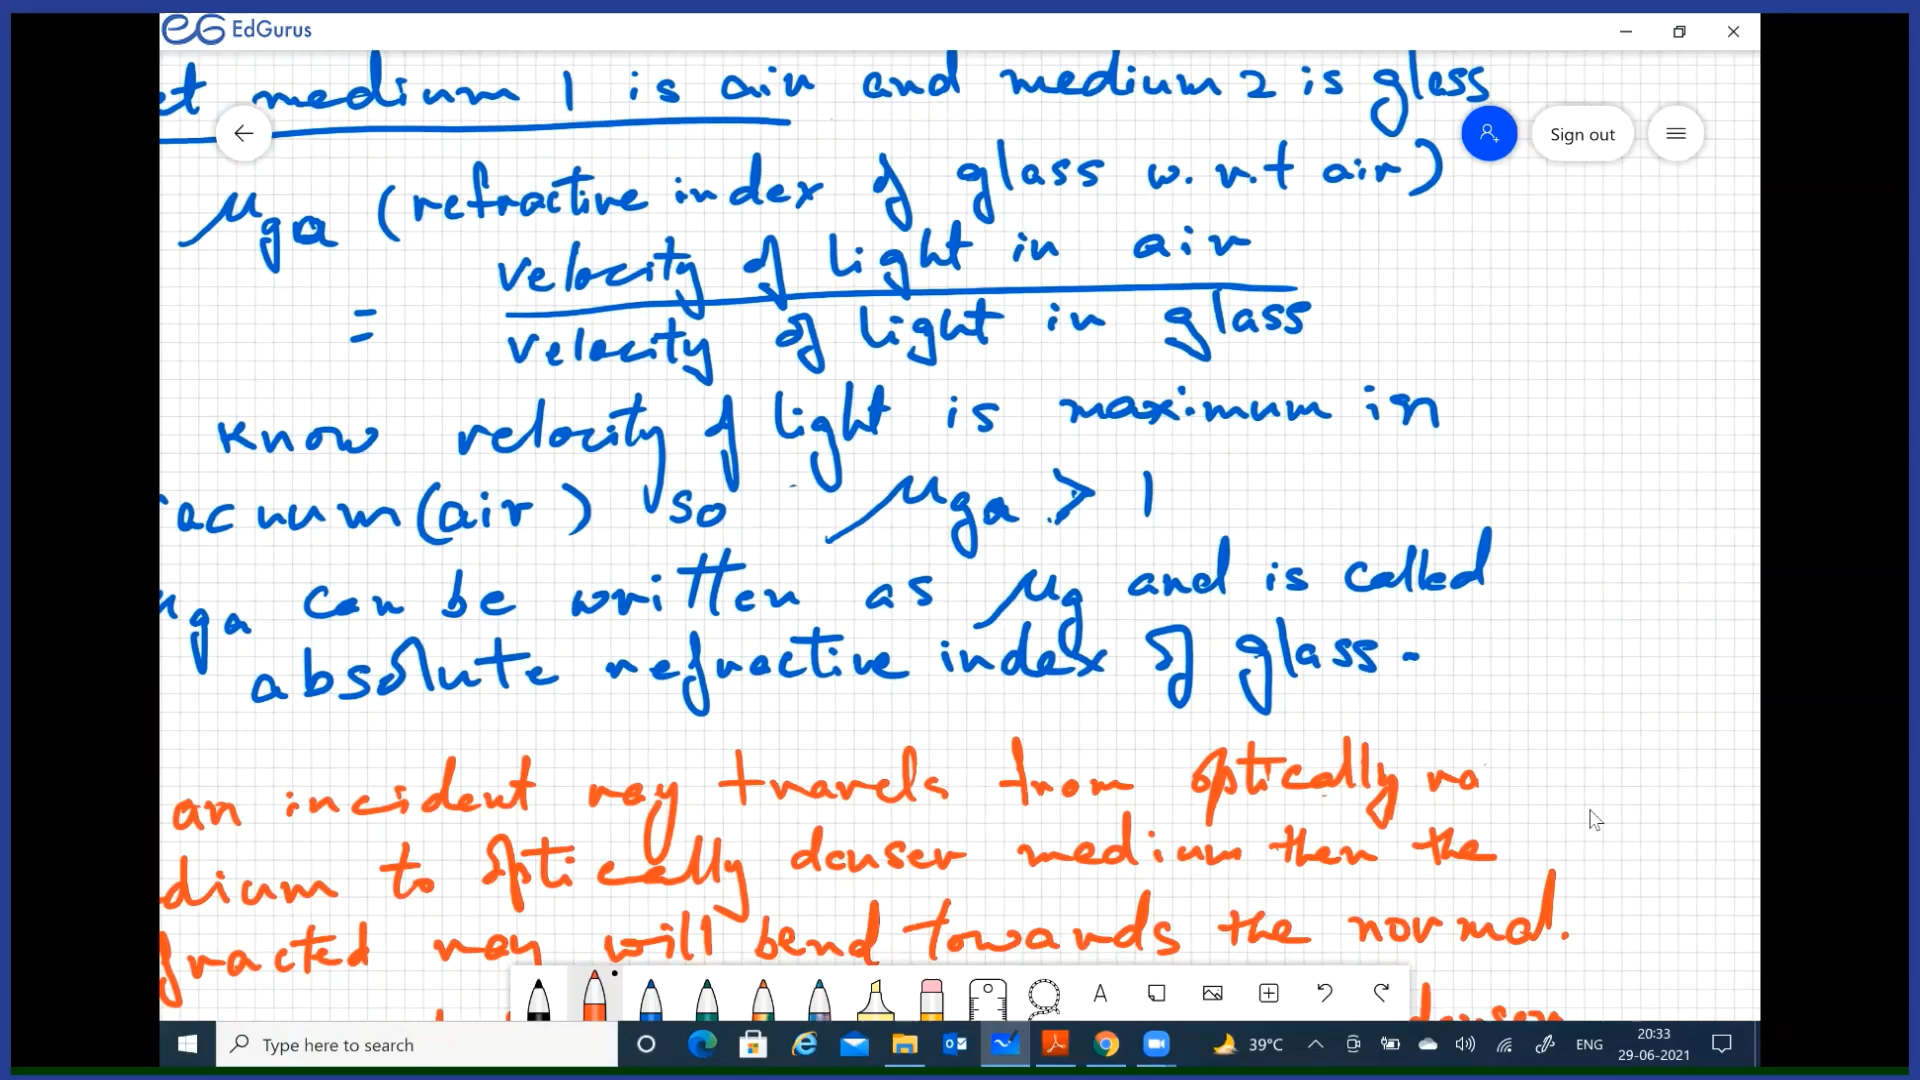 EG EdGurus
et medium 1 is air and medium 2 is glass
Sign out
μga (refractive index of glass w.r.t air)
velocity of light in air
=
velocity of light in glass
know velocity of light is maximum in
acuum (air) so μga > 1
μga can be written as μg and is called
absolute refractive index of glass.
an incident ray travels from optically ra
dium to optically denser medium then the
fracted ray will bend towards the normal.
denser
A
Type here to search
39°C
ENG
20:33
29-06-2021